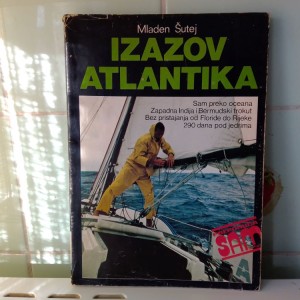 Mladen Šutej
IZAZOV
ATLANTIKA
Sam preko oceana
Zapadna Indija i Bermudski trokut
Bez pristajanja od Floride do Rijeke
290 dana pod jedrima
SAM